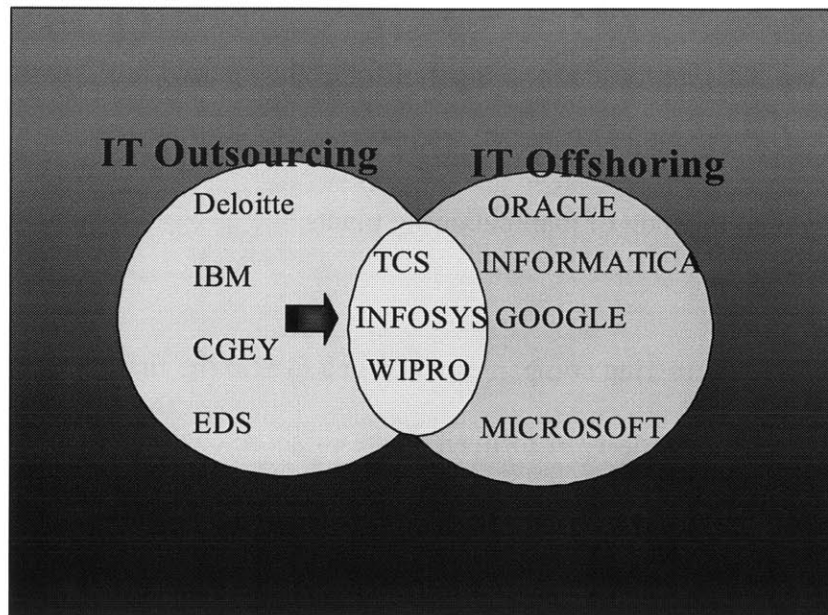 IT Outsourcing
IT Offshoring
Deloitte
IBM
CGEY
EDS
TCS
INFOSYS
WIPRO
ORACLE
INFORMATICA
GOOGLE
MICROSOFT